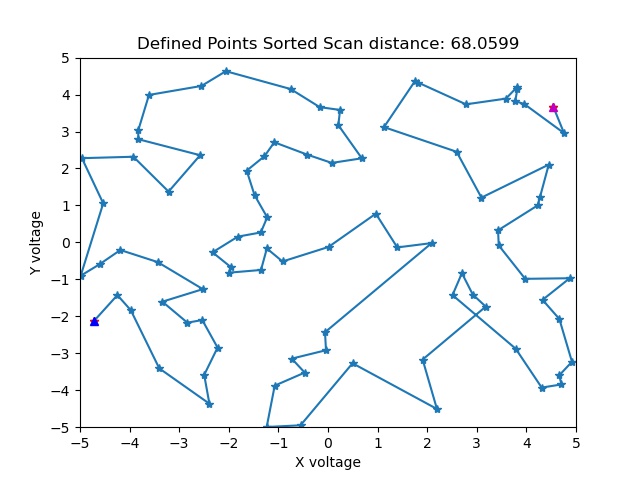 Defined Points Sorted Scan distance: 68.0599
5
4
3
2
1
0
−1
−2
−3
−4
−5
Y voltage
−5 −4 −3 −2 −1 0 1 2 3 4 5
X voltage